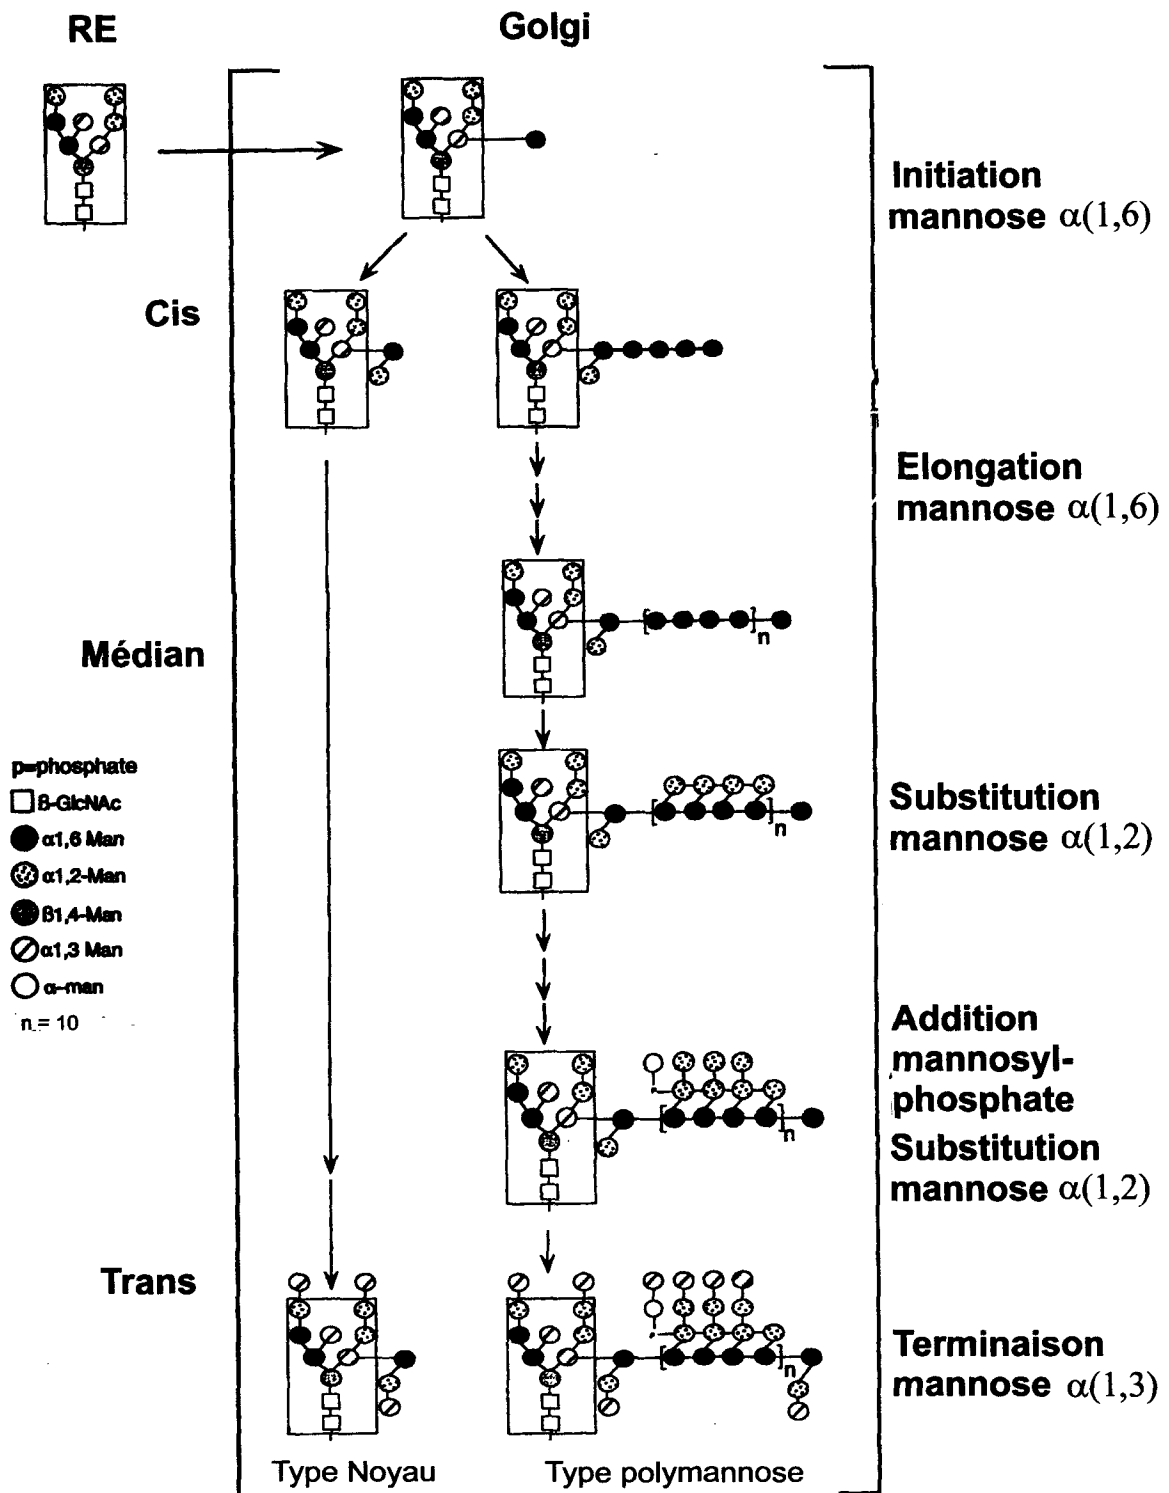 RE
Golgi
Initiation
mannose α(1,6)
Cis
Elongation
mannose α(1,6)
n
Médian
p=phosphate
β-GlcNAc
α1,6 Man
α1,2-Man
β1,4-Man
α1,3 Man
α-man
n = 10
n
Substitution
mannose α(1,2)
n
Addition
mannosyl-
phosphate
Substitution
mannose α(1,2)
Trans
n
Terminaison
mannose α(1,3)
Type Noyau
Type polymannose